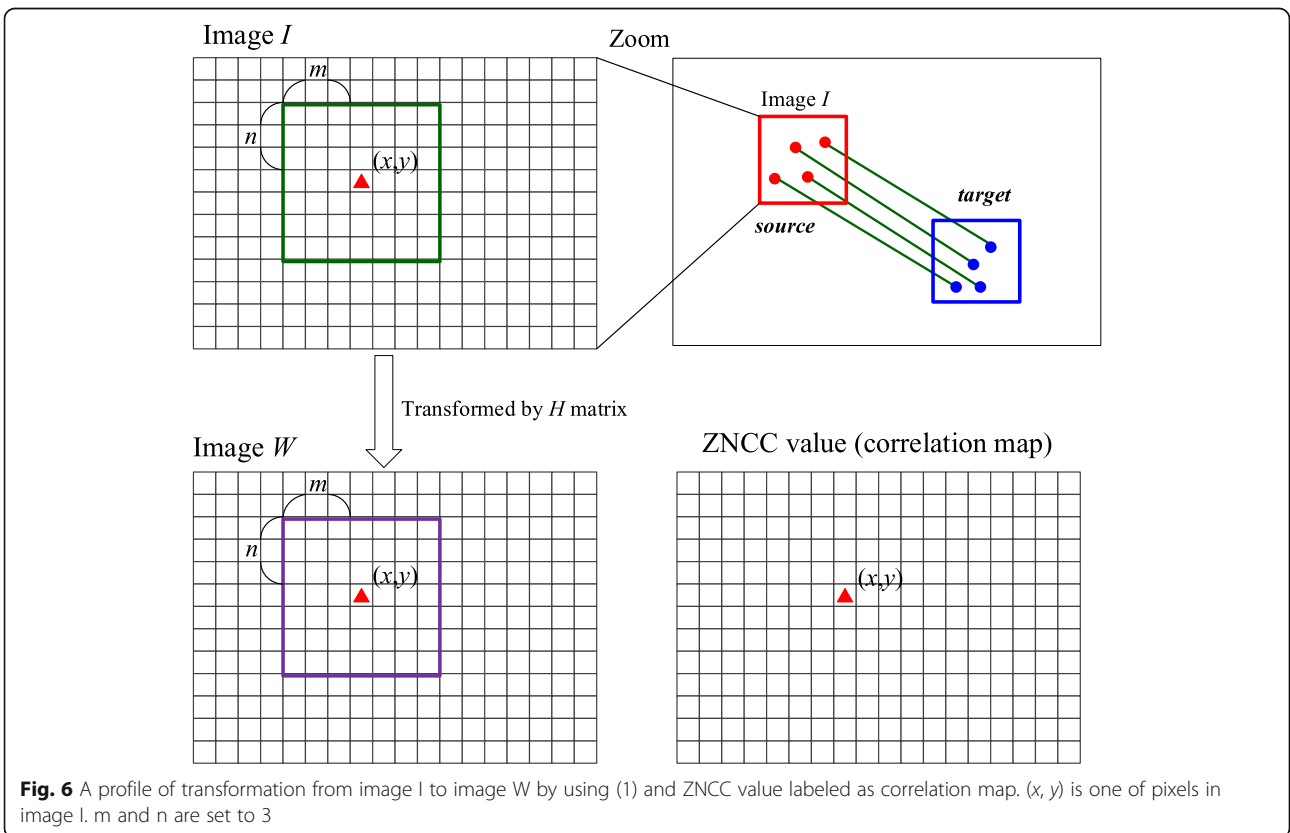 Image I
Zoom
m
n
(x,y)
Image I
source
target
Transformed by H matrix
Image W
m
n
(x,y)
ZNCC value (correlation map)
(x,y)
Fig. 6 A profile of transformation from image I to image W by using (1) and ZNCC value labeled as correlation map. (x, y) is one of pixels in
image I. m and n are set to 3